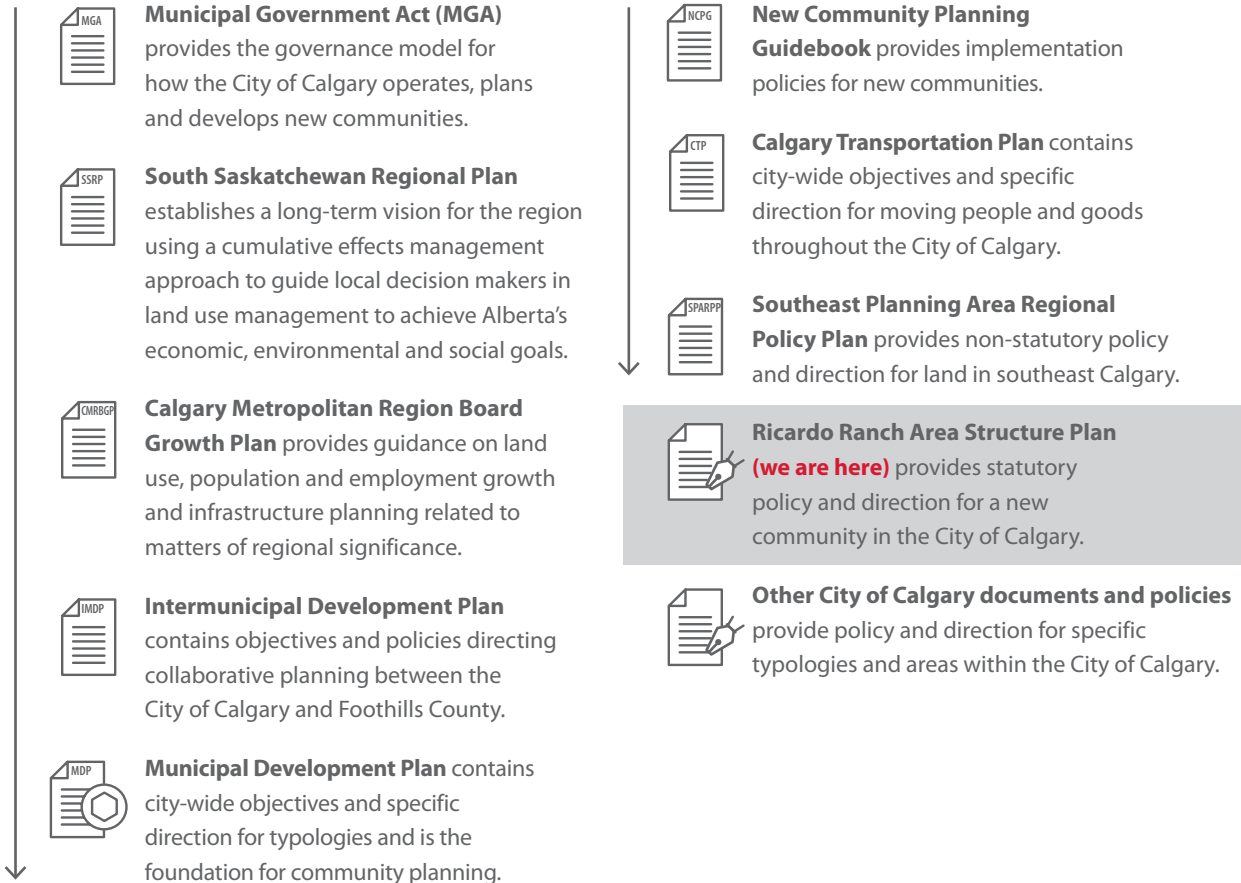 MGA
Municipal Government Act (MGA)
provides the governance model for
how the City of Calgary operates, plans
and develops new communities.
SSRP
South Saskatchewan Regional Plan
establishes a long-term vision for the region
using a cumulative effects management
approach to guide local decision makers in
land use management to achieve Alberta's
economic, environmental and social goals.
CMRBGP
Calgary Metropolitan Region Board
Growth Plan provides guidance on land
use, population and employment growth
and infrastructure planning related to
matters of regional significance.
IMDP
Intermunicipal Development Plan
contains objectives and policies directing
collaborative planning between the
City of Calgary and Foothills County.
MDP
Municipal Development Plan contains
city-wide objectives and specific
direction for typologies and is the
foundation for community planning.
NCPG
New Community Planning
Guidebook provides implementation
policies for new communities.
CTP
Calgary Transportation Plan contains
city-wide objectives and specific
direction for moving people and goods
throughout the City of Calgary.
SPARPP
Southeast Planning Area Regional
Policy Plan provides non-statutory policy
and direction for land in southeast Calgary.
Ricardo Ranch Area Structure Plan
(we are here) provides statutory
policy and direction for a new
community in the City of Calgary.
Other City of Calgary documents and policies
provide policy and direction for specific
typologies and areas within the City of Calgary.